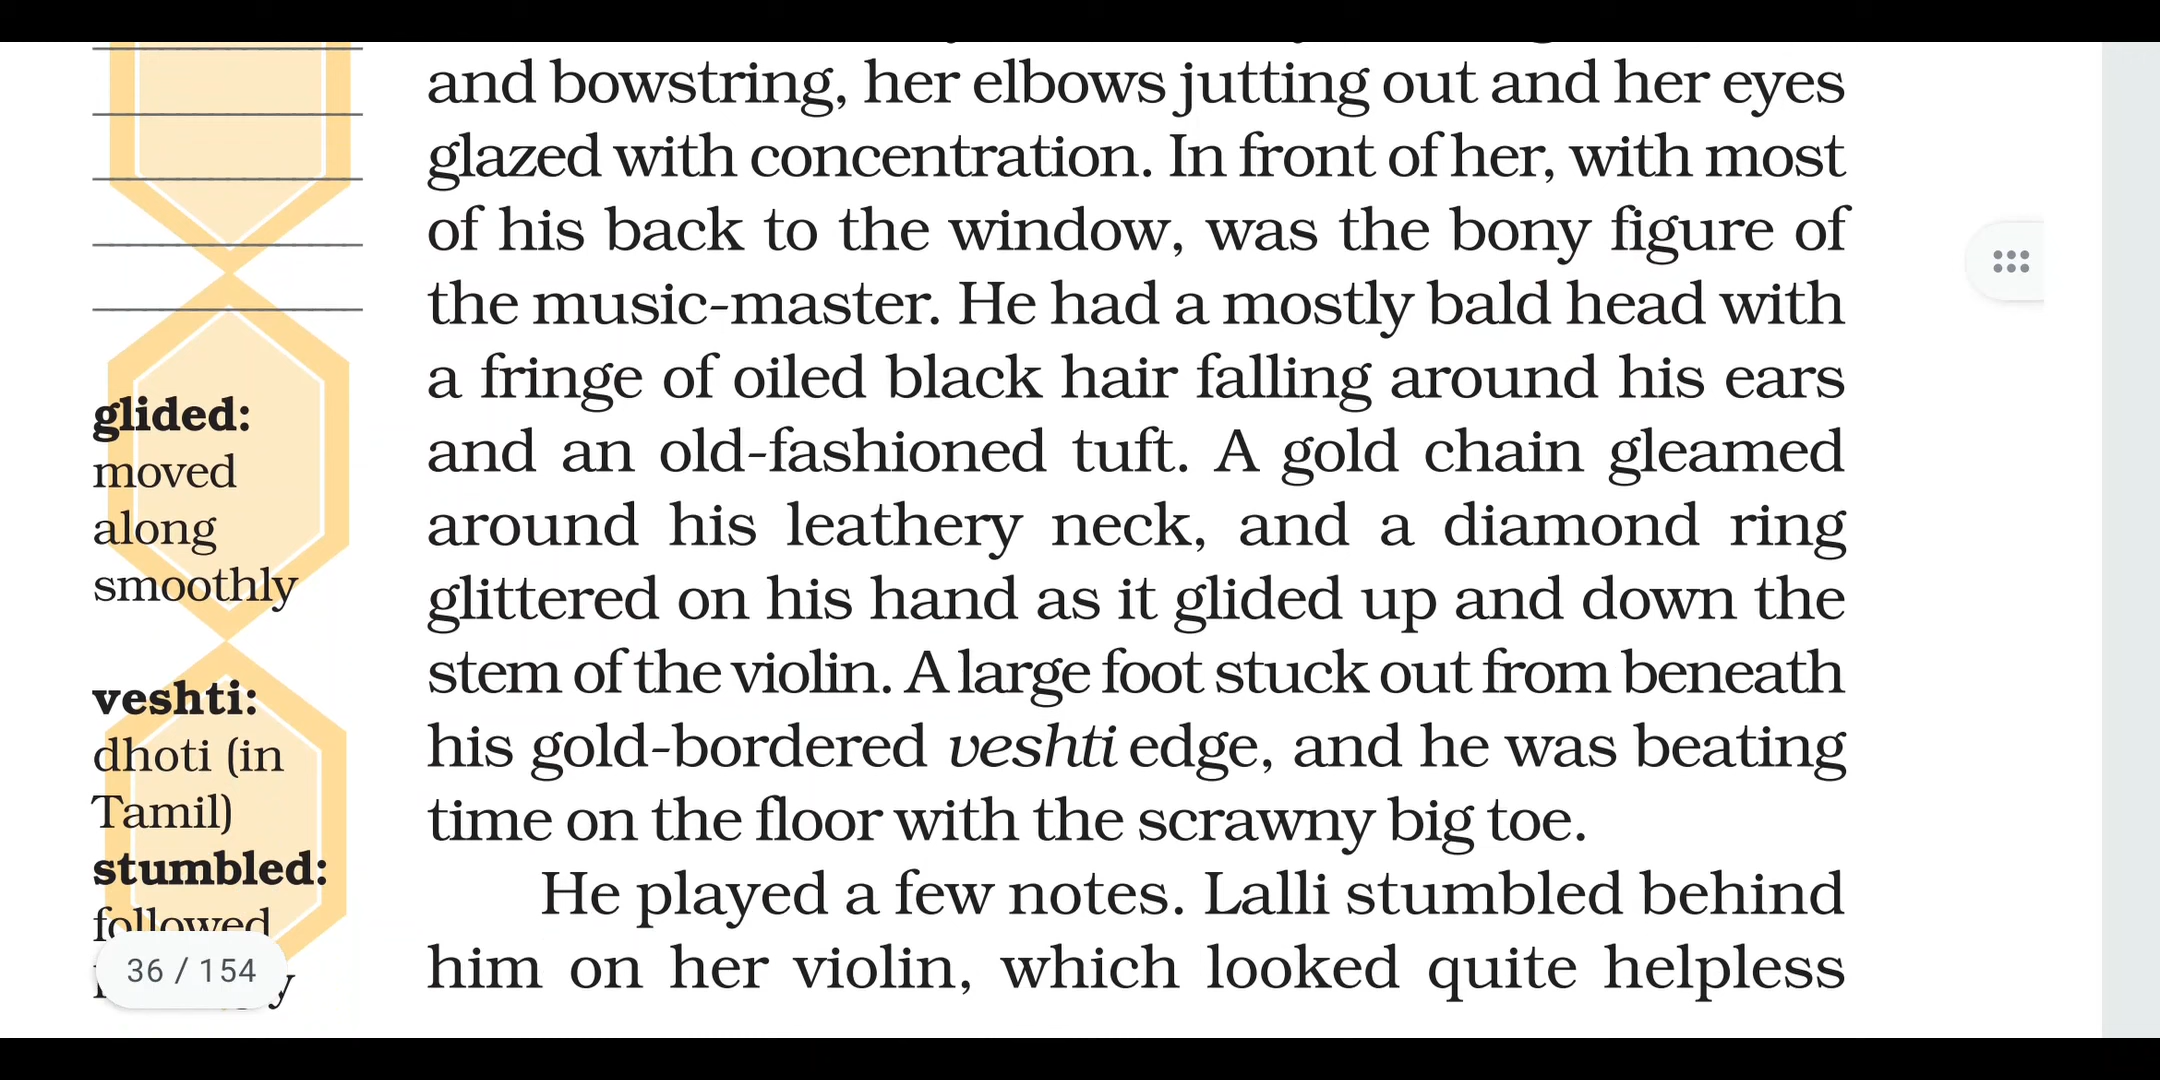 and bowstring, her elbows jutting out and her eyes
glazed with concentration. In front of her, with most
of his back to the window, was the bony figure of
the music-master. He had a mostly bald head with
a fringe of oiled black hair falling around his ears
and an old-fashioned tuft. A gold chain gleamed
around his leathery neck, and a diamond ring
glittered on his hand as it glided up and down the
stem of the violin. A large foot stuck out from beneath
his gold-bordered veshti edge, and he was beating
time on the floor with the scrawny big toe.
He played a few notes. Lalli stumbled behind
him on her violin, which looked quite helpless
glided:
moved
along
smoothly
veshti:
dhoti (in
Tamil)
stumbled:
followed
36 / 154